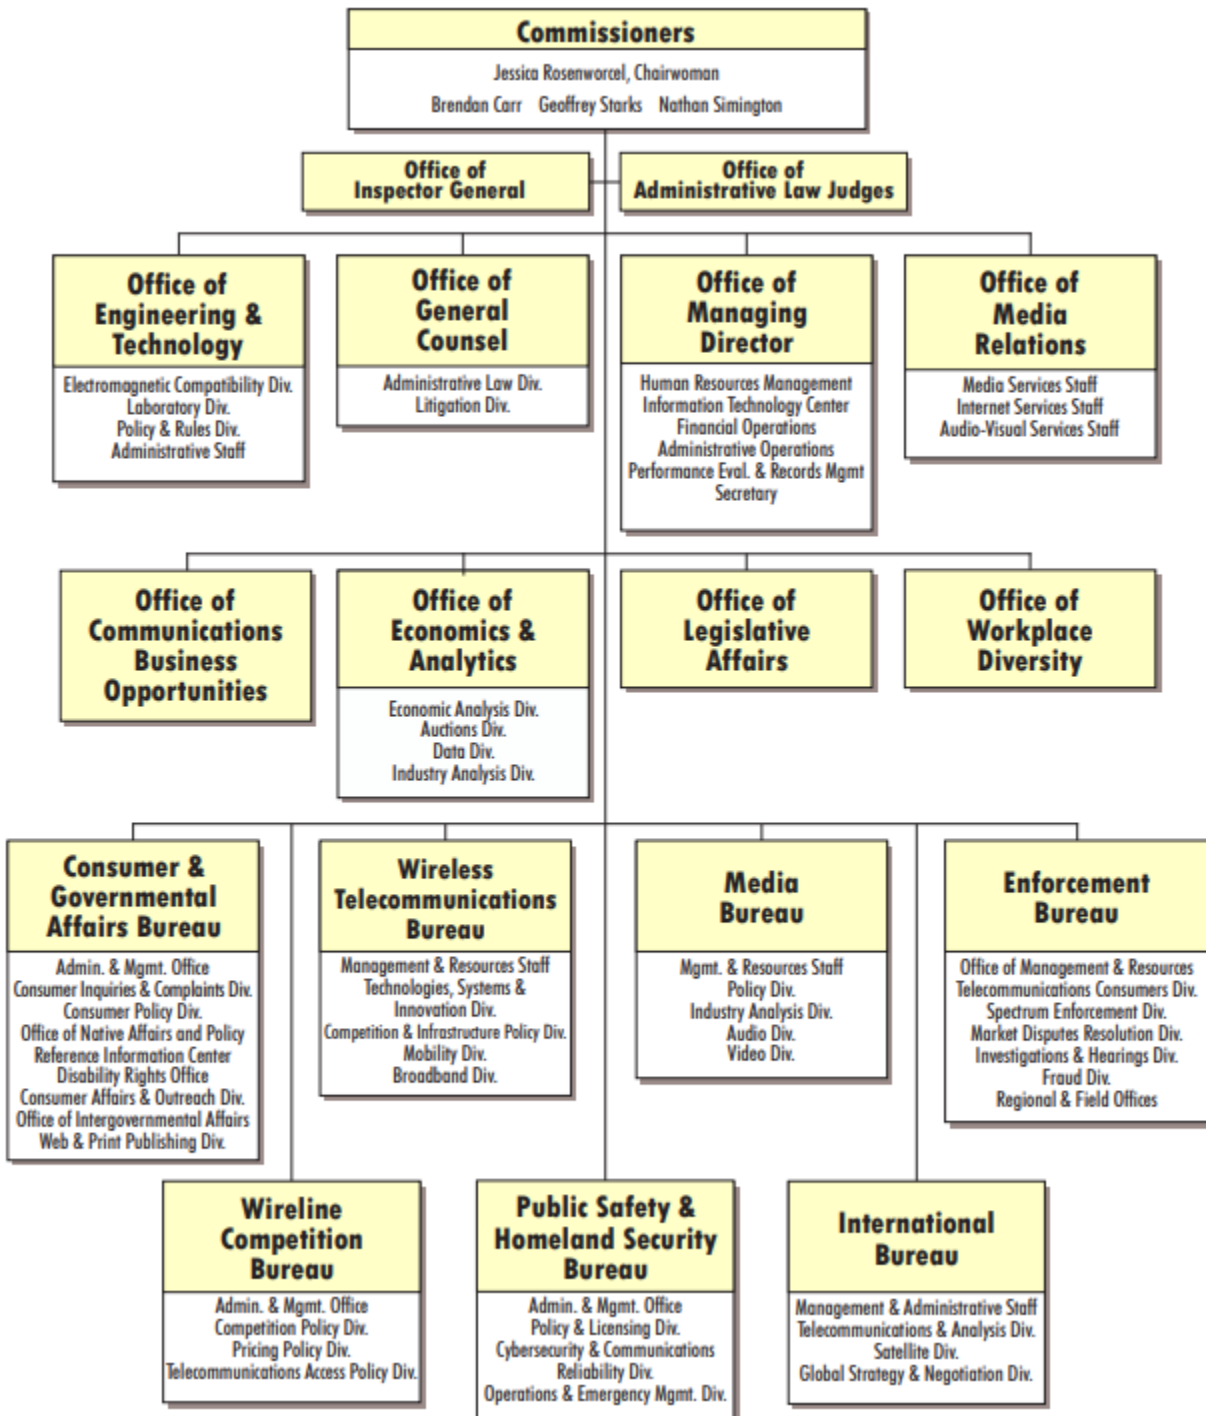 Commissioners
Jessica Rosenworcel, Chairwoman
Brendan Carr Geoffrey Starks Nathan Simington
Office of
Inspector General
Office of
Administrative Law Judges
Office of
Engineering &
Technology
Electromagnetic Compatibility Div.
Laboratory Div.
Policy & Rules Div.
Administrative Staff
Office of
General
Counsel
Administrative Law Div.
Litigation Div.
Office of
Managing
Director
Human Resources Management
Information Technology Center
Financial Operations
Administrative Operations
Performance Eval. & Records Mgmt
Secretary
Office of
Media
Relations
Media Services Staff
Internet Services Staff
Audio-Visual Services Staff
Office of
Communications
Business
Opportunities
Office of
Economics &
Analytics
Economic Analysis Div.
Auctions Div.
Data Div.
Industry Analysis Div.
Office of
Legislative
Affairs
Office of
Workplace
Diversity
Consumer &
Governmental
Affairs Bureau
Admin. & Mgmt. Office
Consumer Inquiries & Complaints Div.
Consumer Policy Div.
Office of Native Affairs and Policy
Reference Information Center
Disability Rights Office
Consumer Affairs & Outreach Div.
Office of Intergovernmental Affairs
Web & Print Publishing Div.
Wireless
Telecommunications
Bureau
Management & Resources Staff
Technologies, Systems &
Innovation Div.
Competition & Infrastructure Policy Div.
Mobility Div.
Broadband Div.
Media
Bureau
Mgmt. & Resources Staff
Policy Div.
Industry Analysis Div.
Audio Div.
Video Div.
Enforcement
Bureau
Office of Management & Resources
Telecommunications Consumers Div.
Spectrum Enforcement Div.
Market Disputes Resolution Div.
Investigations & Hearings Div.
Fraud Div.
Regional & Field Offices
Wireline
Competition
Bureau
Admin. & Mgmt. Office
Competition Policy Div.
Pricing Policy Div.
Telecommunications Access Policy Div.
Public Safety &
Homeland Security
Bureau
Admin. & Mgmt. Office
Policy & Licensing Div.
Cybersecurity & Communications
Reliability Div.
Operations & Emergency Mgmt. Div.
International
Bureau
Management & Administrative Staff
Telecommunications & Analysis Div.
Satellite Div.
Global Strategy & Negotiation Div.